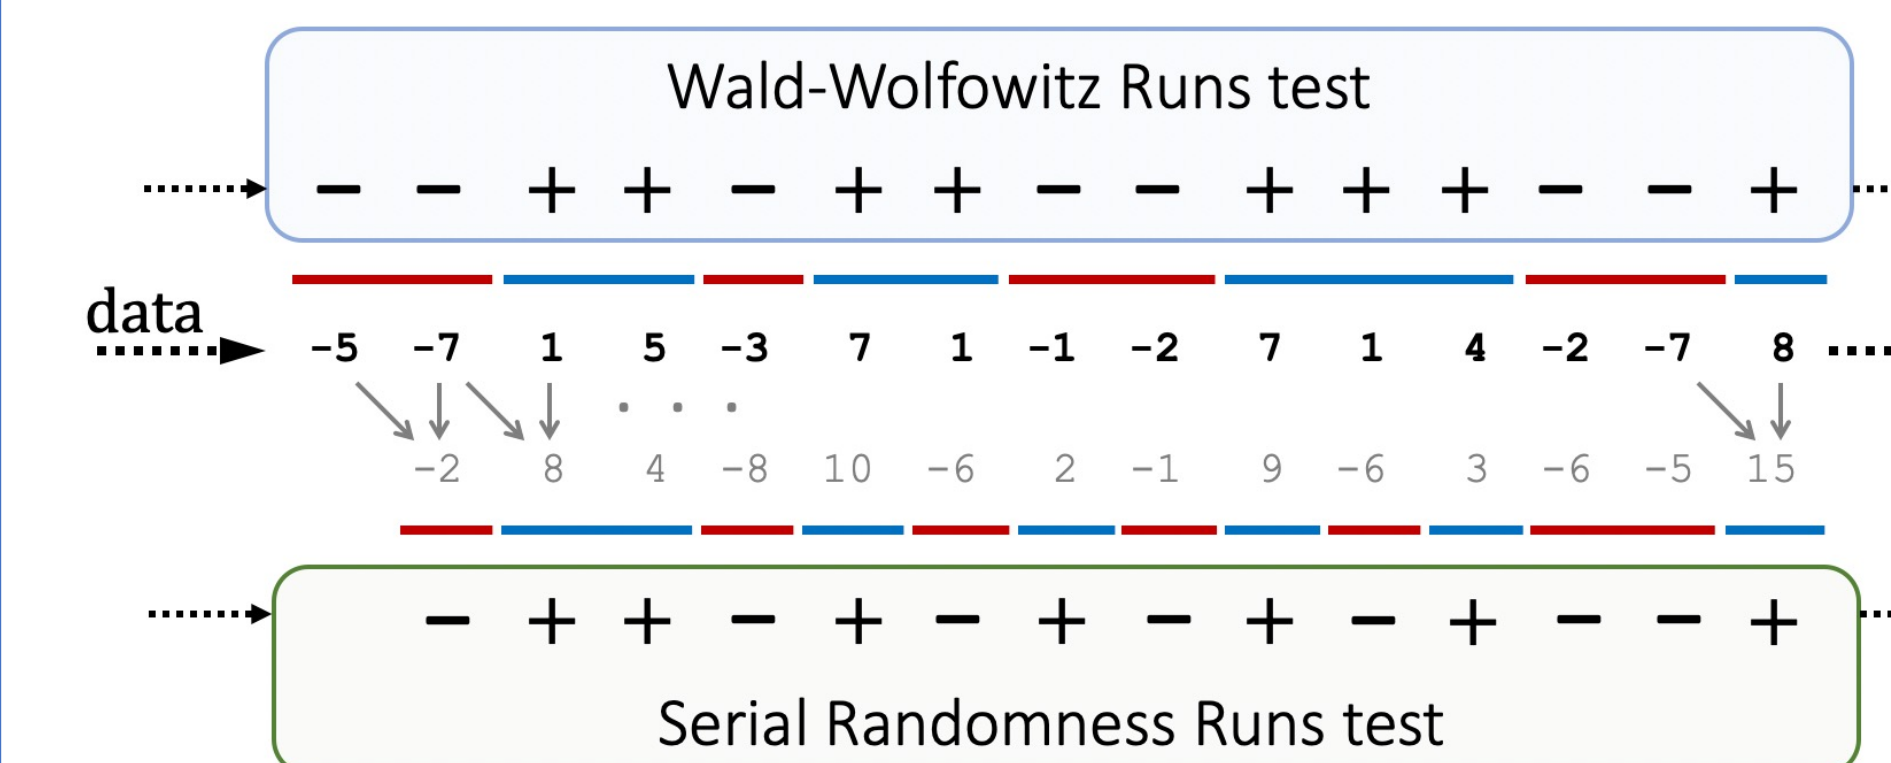 Wald-Wolfowitz Runs test
− − + + − + + − − + + + − − +
data
-5 -7 1 5 -3 7 1 -1 -2 7 1 4 -2 -7 8
. . .
-2 8 4 -8 10 -6 2 -1 9 -6 3 -6 -5 15
− + + − + − + − + − + − − +
Serial Randomness Runs test